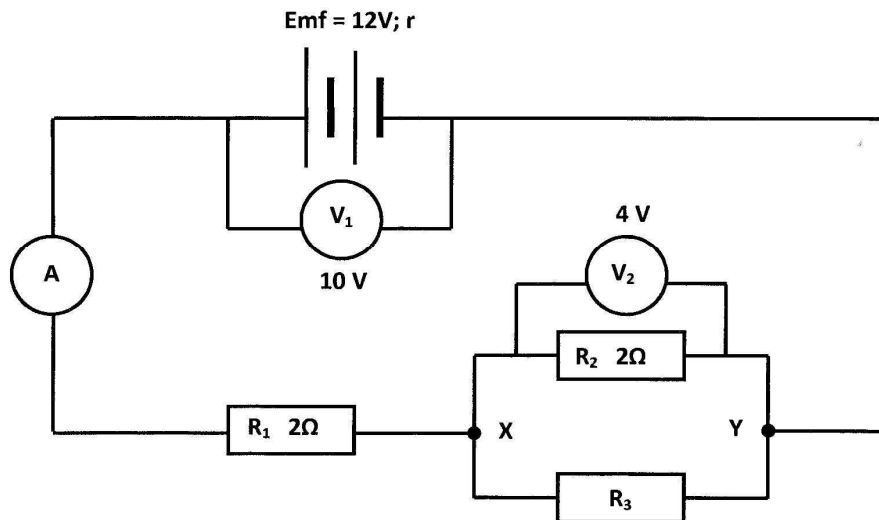 Emf = 12V; r
V₁
10 V
4 V
V₂
A
R₂ 2Ω
R₁ 2Ω
X
Y
R₃